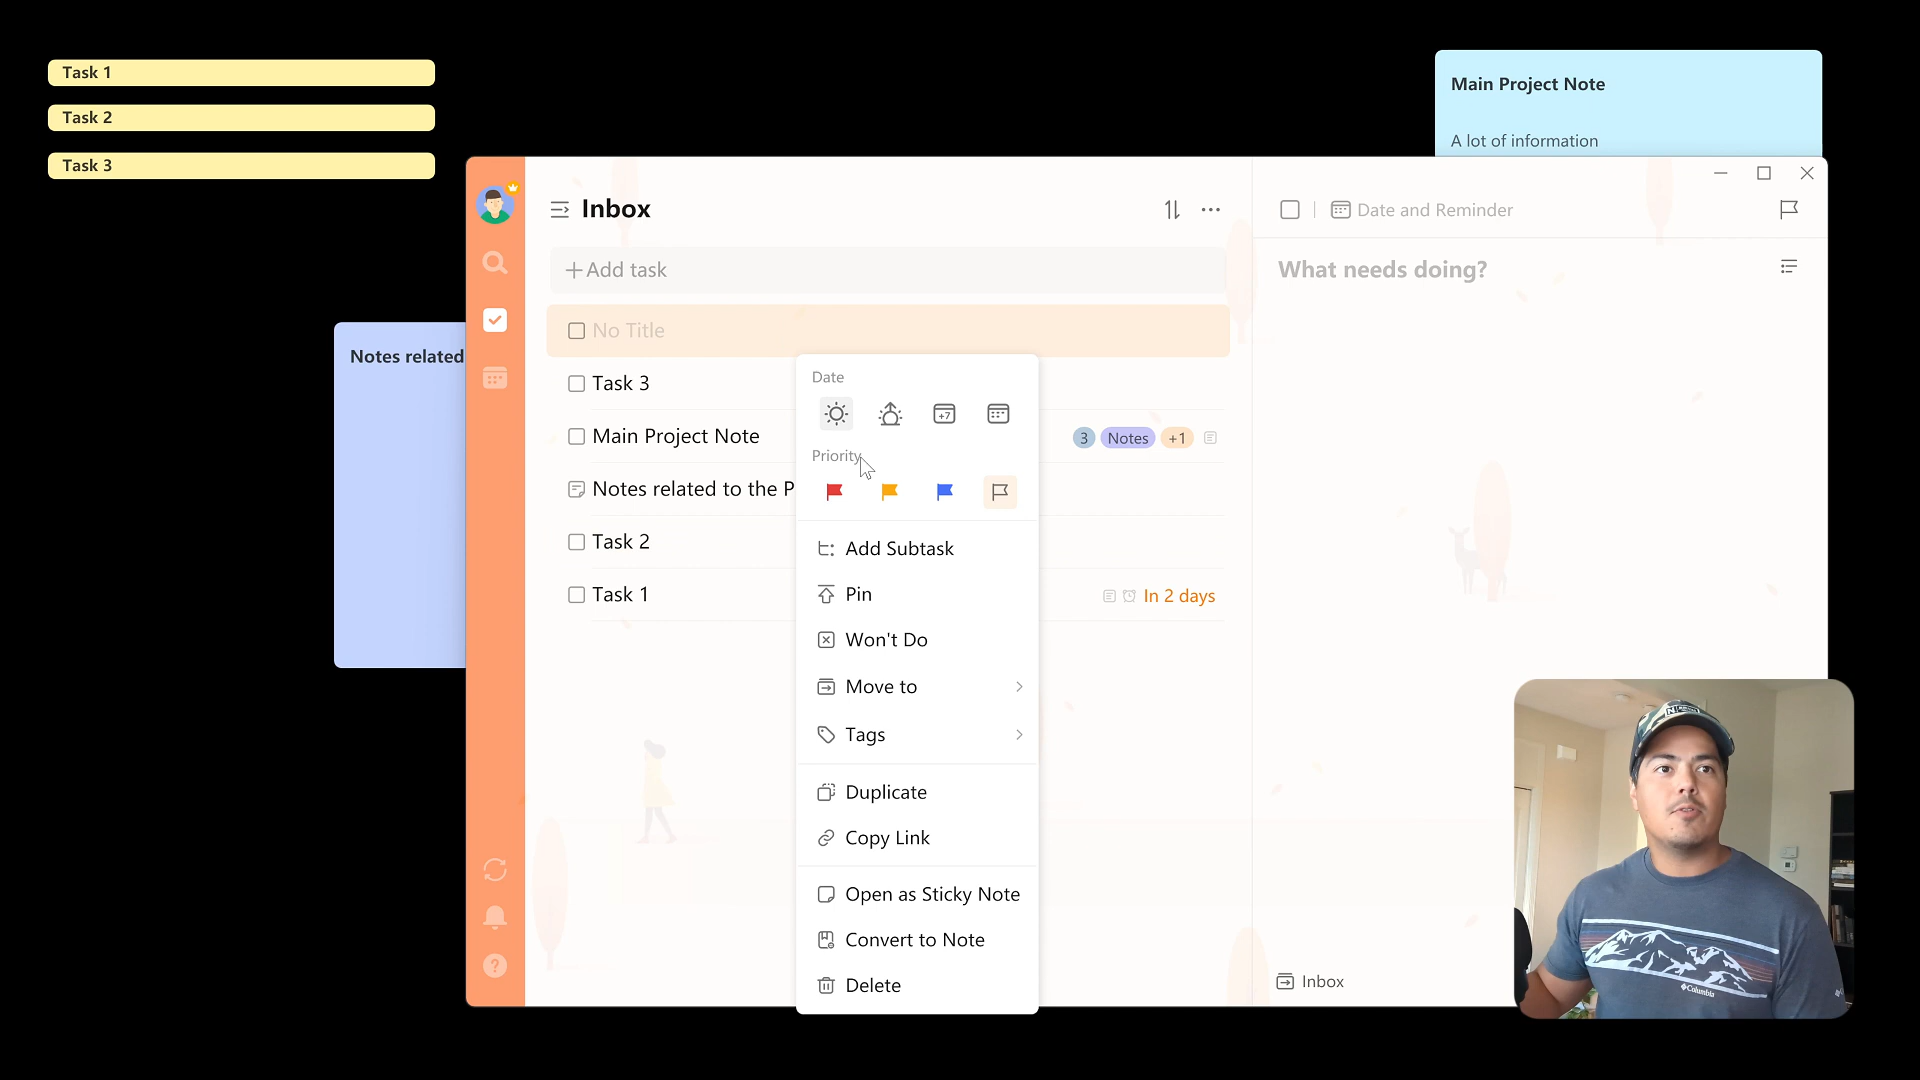 Task 1
Task 2
Task 3
Main Project Note
A lot of information
Notes related
Inbox
Date and Reminder
+ Add task
What needs doing?
No Title
Task 3
Main Project Note
3
Notes
+1
Notes related to the P
Task 2
Task 1
In 2 days
Date
+7
Priority
Add Subtask
Pin
Won't Do
Move to
Tags
Duplicate
Copy Link
Open as Sticky Note
Convert to Note
Delete
Inbox
Columbia